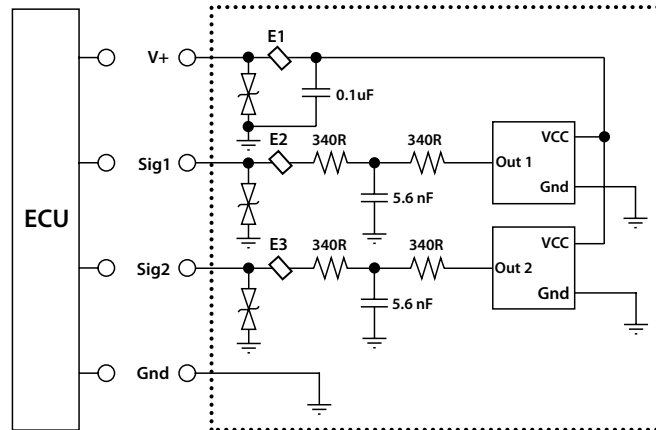 ECU
V+
E1
0.1uF
Sig1
E2
340R
340R
5.6 nF
Out 1
VCC
Gnd
Sig2
E3
340R
340R
5.6 nF
Out 2
VCC
Gnd
Gnd